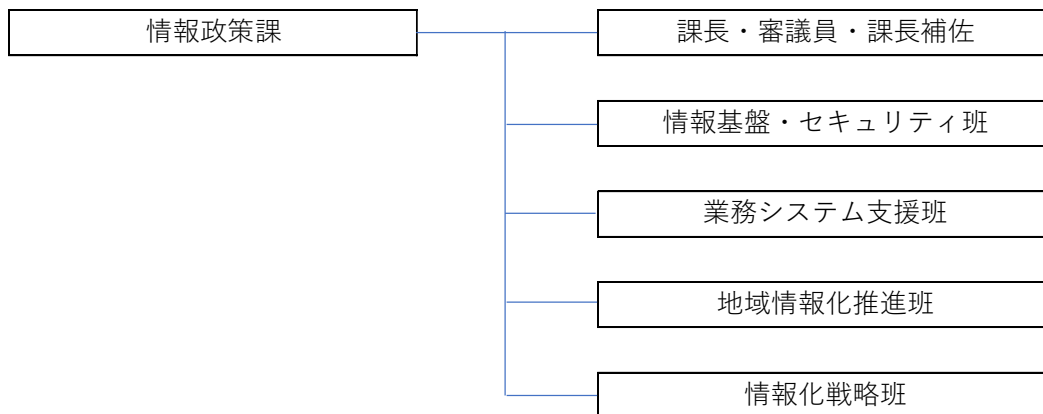 情報政策課
課長・審議員・課長補佐
情報基盤・セキュリティ班
業務システム支援班
地域情報化推進班
情報化戦略班